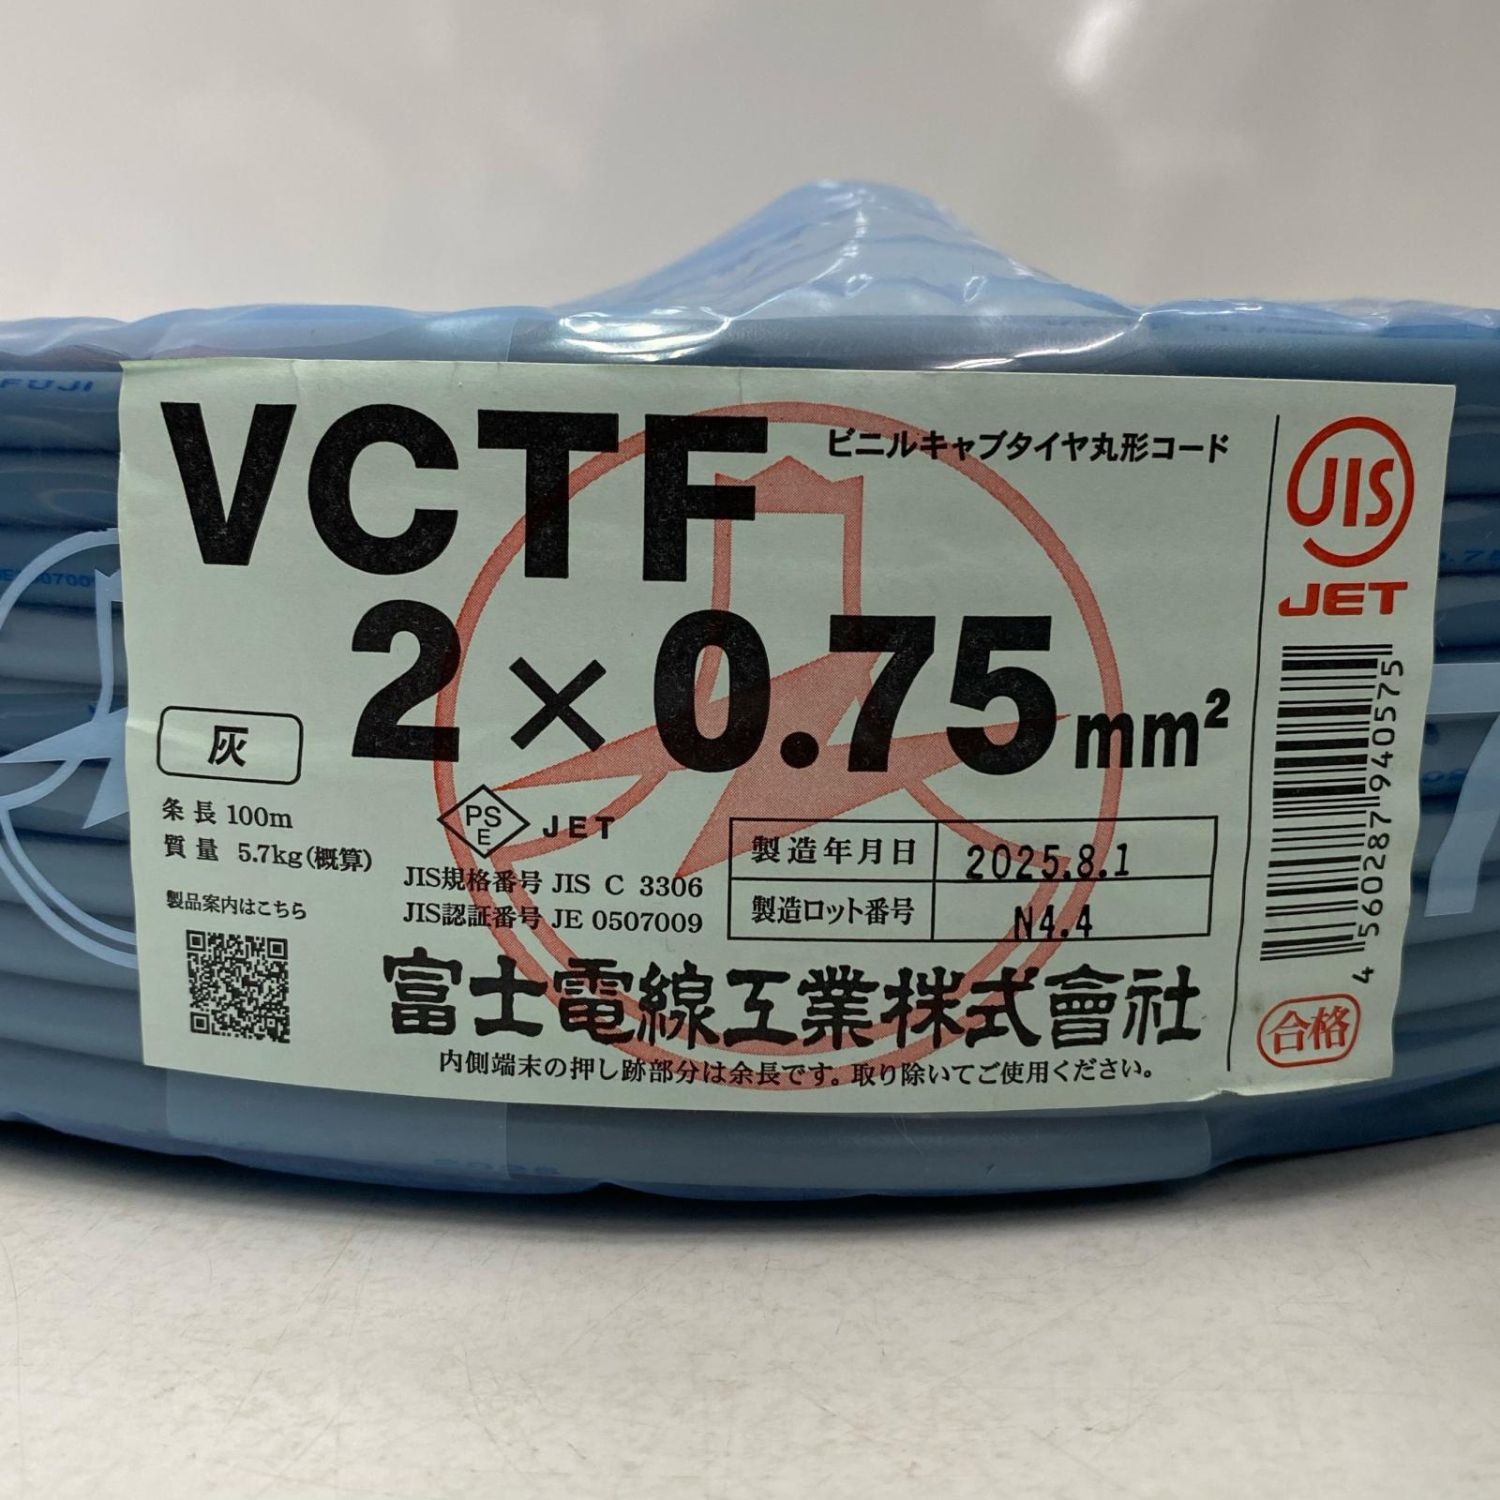 FUJI
VCTF
ビニルキャブタイヤ丸形コード
2×0.75mm²
灰
条長 100m
質量 5.7kg(概算)
製品案内はこちら
PS
E
JET
JIS規格番号 JIS C 3306
JIS認証番号 JE 0507009
製造年月日 2025.8.1
製造ロット番号 N4.4
富士電線工業株式會社
内側端末の押し跡部分は余長です。取り除いてご使用ください。
JIS
JET
4560287940575
合格